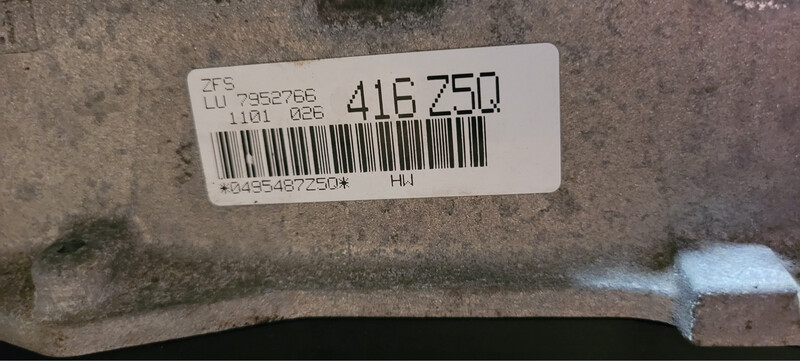 ZFS
LU 7952766 416 Z5Q
1101 026
*0495487Z5Q* HW